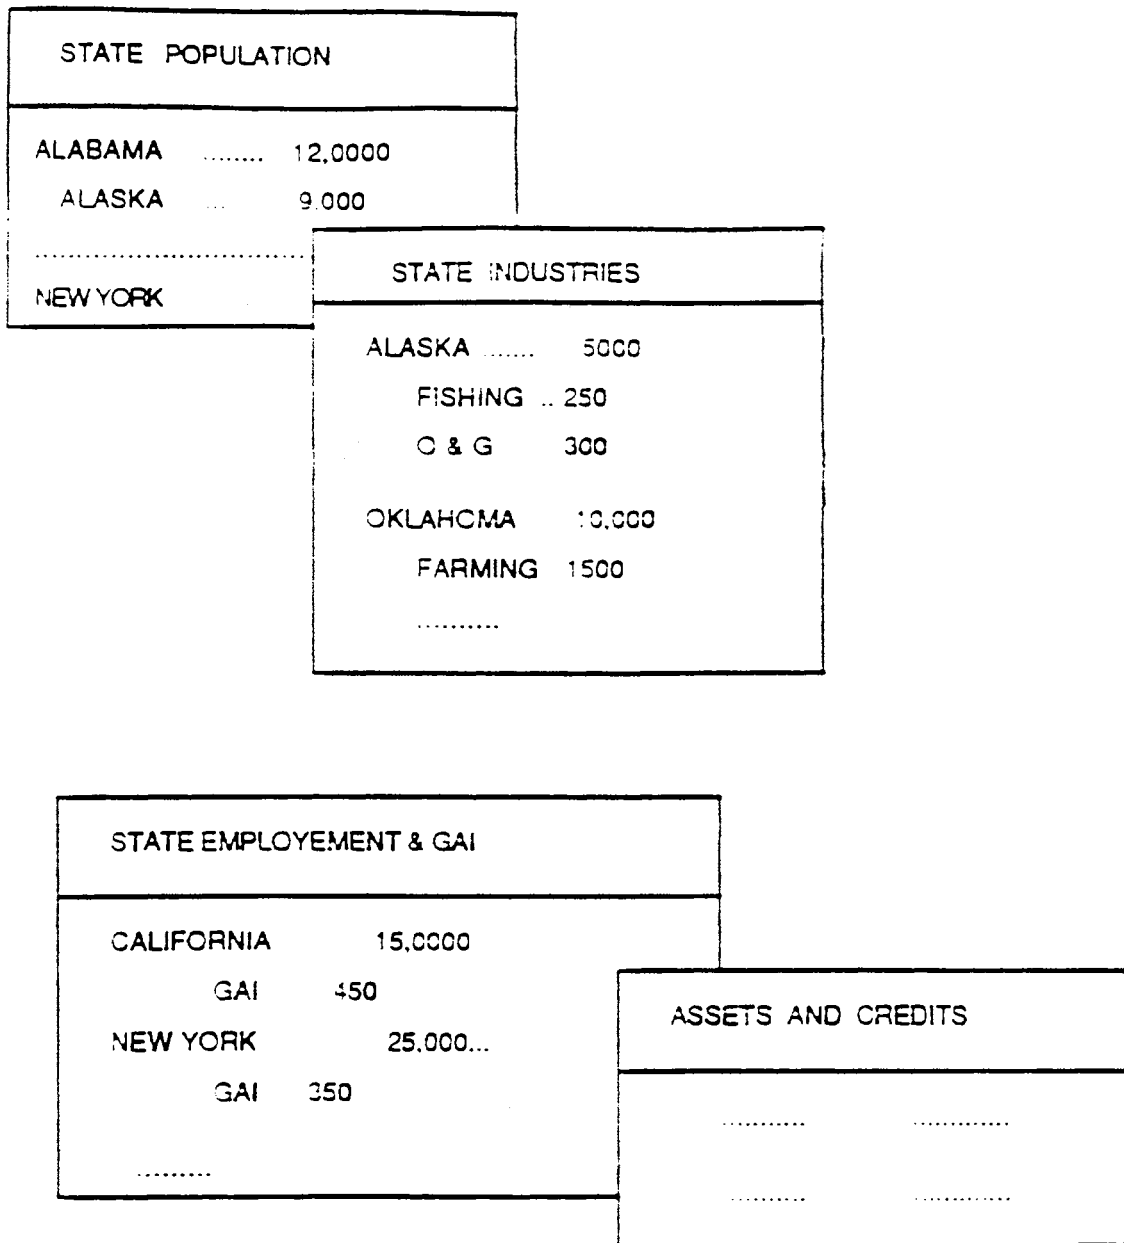 STATE POPULATION
ALABAMA ........ 12,0000
ALASKA ... 9.000
................................
NEW YORK
STATE INDUSTRIES
ALASKA ....... 5000
FISHING .. 250
O & G 300
OKLAHOMA 10,000
FARMING 1500
..........
STATE EMPLOYEMENT & GAI
CALIFORNIA 15,0000
GAI 450
NEW YORK 25,000...
GAI 350
.........
ASSETS AND CREDITS
.......... ............
.......... ............